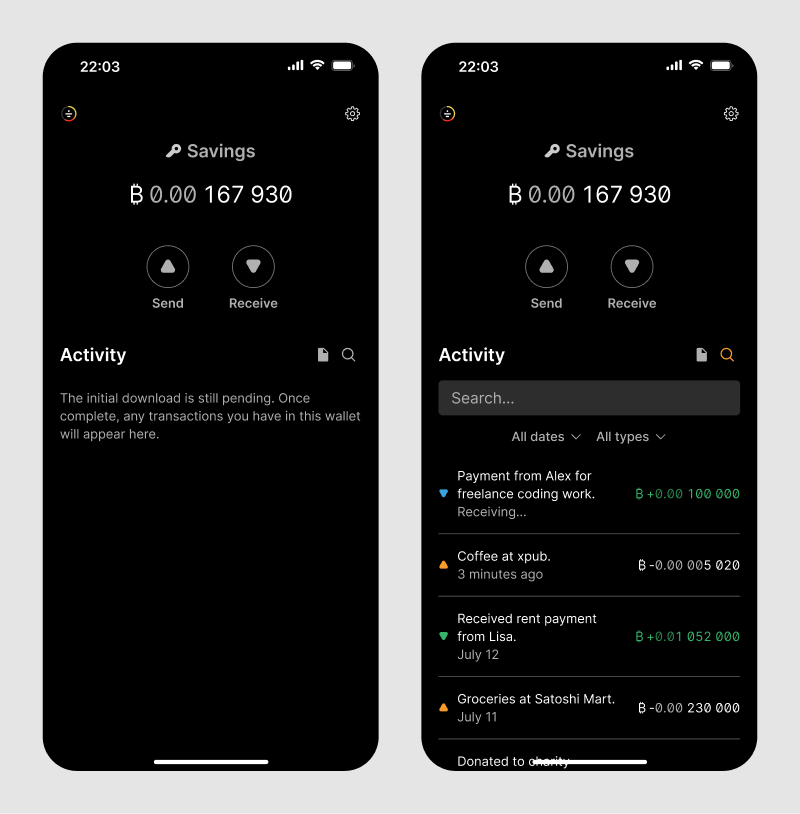 22:03
Savings
₿ 0.00 167 930
Send Receive
Activity
The initial download is still pending. Once
complete, any transactions you have in this wallet
will appear here.
22:03
Savings
₿ 0.00 167 930
Send Receive
Activity
Search...
All dates All types
Payment from Alex for
freelance coding work.
Receiving...
₿ +0.00 100 000
Coffee at xpub.
3 minutes ago
₿ -0.00 005 020
Received rent payment
from Lisa.
July 12
₿ +0.01 052 000
Groceries at Satoshi Mart.
July 11
₿ -0.00 230 000
Donated to charity